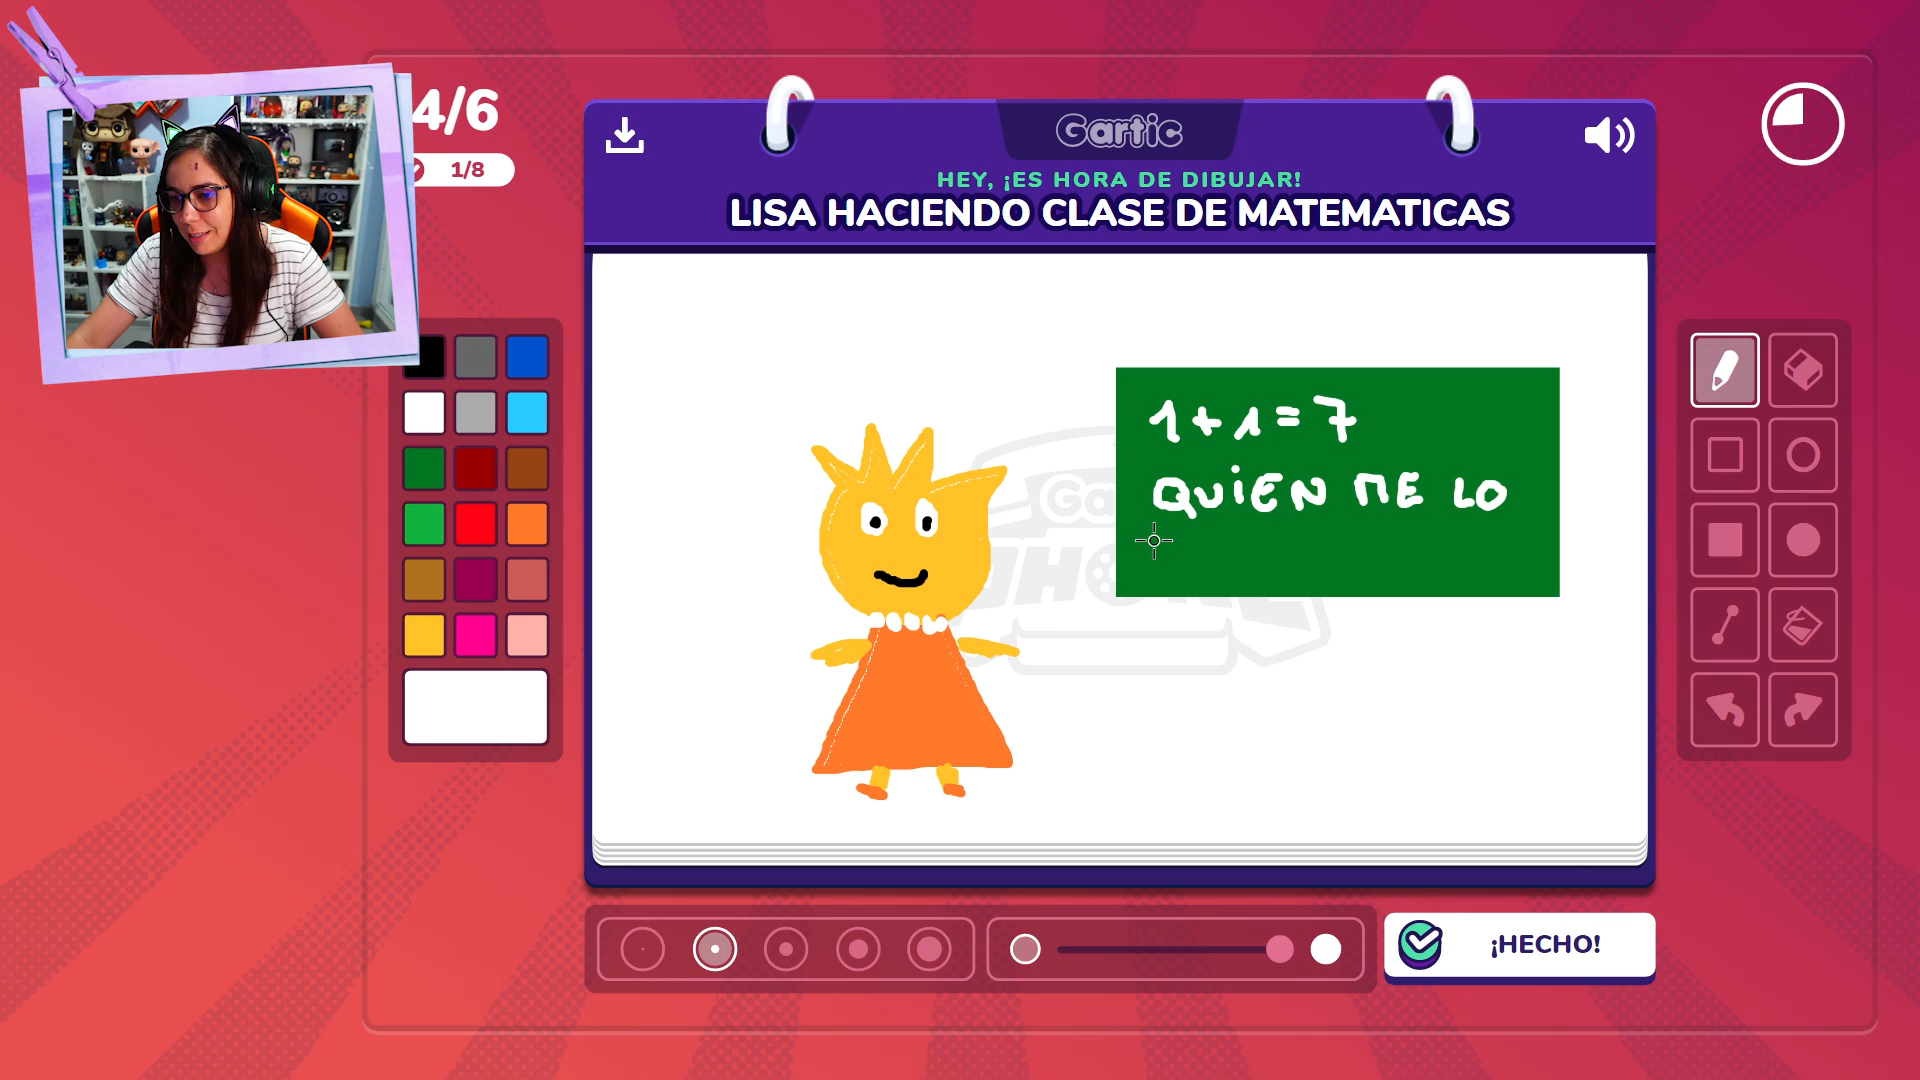 4/6
1/8
Gartic
HEY, ¡ES HORA DE DIBUJAR!
LISA HACIENDO CLASE DE MATEMATICAS
1+1=7
QUIEN ME LO
¡HECHO!